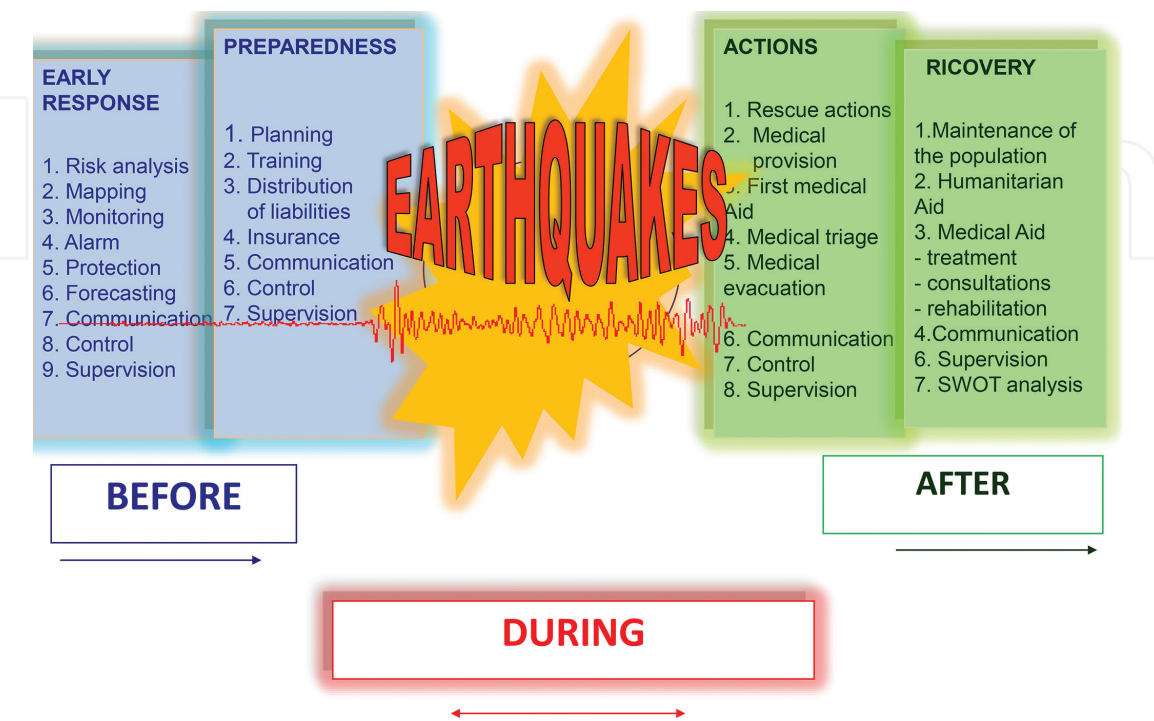 EARLY
RESPONSE
1. Risk analysis
2. Mapping
3. Monitoring
4. Alarm
5. Protection
6. Forecasting
7. Communication
8. Control
9. Supervision
PREPAREDNESS
1. Planning
2. Training
3. Distribution
of liabilities
4. Insurance
5. Communication
6. Control
7. Supervision
EARTHQUAKES
ACTIONS
1. Rescue actions
2. Medical
provision
3. First medical
Aid
4. Medical triage
5. Medical
evacuation
6. Communication
7. Control
8. Supervision
RICOVERY
1.Maintenance of
the population
2. Humanitarian
Aid
3. Medical Aid
- treatment
- consultations
- rehabilitation
4.Communication
6. Supervision
7. SWOT analysis
BEFORE
AFTER
DURING